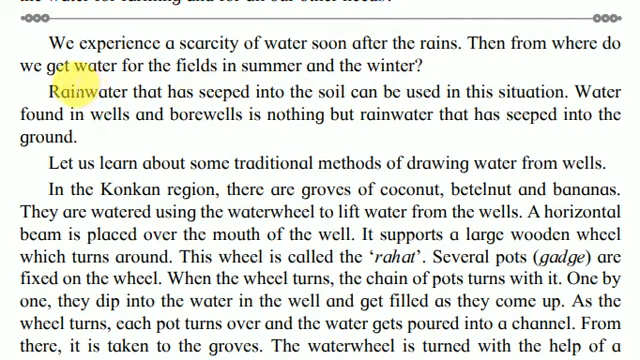 We experience a scarcity of water soon after the rains. Then from where do
we get water for the fields in summer and the winter?
Rainwater that has seeped into the soil can be used in this situation. Water
found in wells and borewells is nothing but rainwater that has seeped into the
ground.
Let us learn about some traditional methods of drawing water from wells.
In the Konkan region, there are groves of coconut, betelnut and bananas.
They are watered using the waterwheel to lift water from the wells. A horizontal
beam is placed over the mouth of the well. It supports a large wooden wheel
which turns around. This wheel is called the ‘rahat’. Several pots (gadge) are
fixed on the wheel. When the wheel turns, the chain of pots turns with it. One by
one, they dip into the water in the well and get filled as they come up. As the
wheel turns, each pot turns over and the water gets poured into a channel. From
there, it is taken to the groves. The waterwheel is turned with the help of a